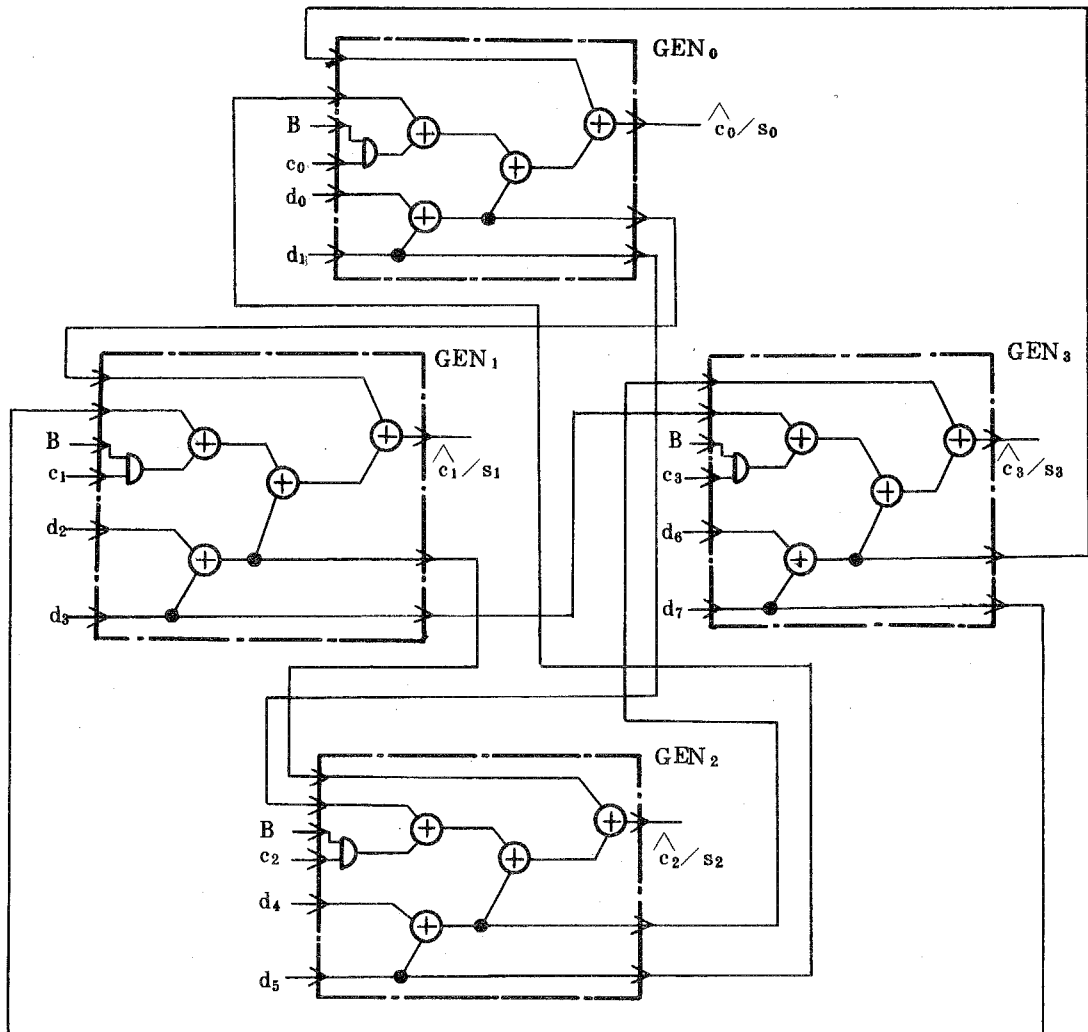 GEN₀
B
ĉ₀/s₀
c₀
d₀
d₁
GEN₁
B
ĉ₁/s₁
c₁
d₂
d₃
GEN₃
B
ĉ₃/s₃
c₃
d₆
d₇
GEN₂
B
ĉ₂/s₂
c₂
d₄
d₅